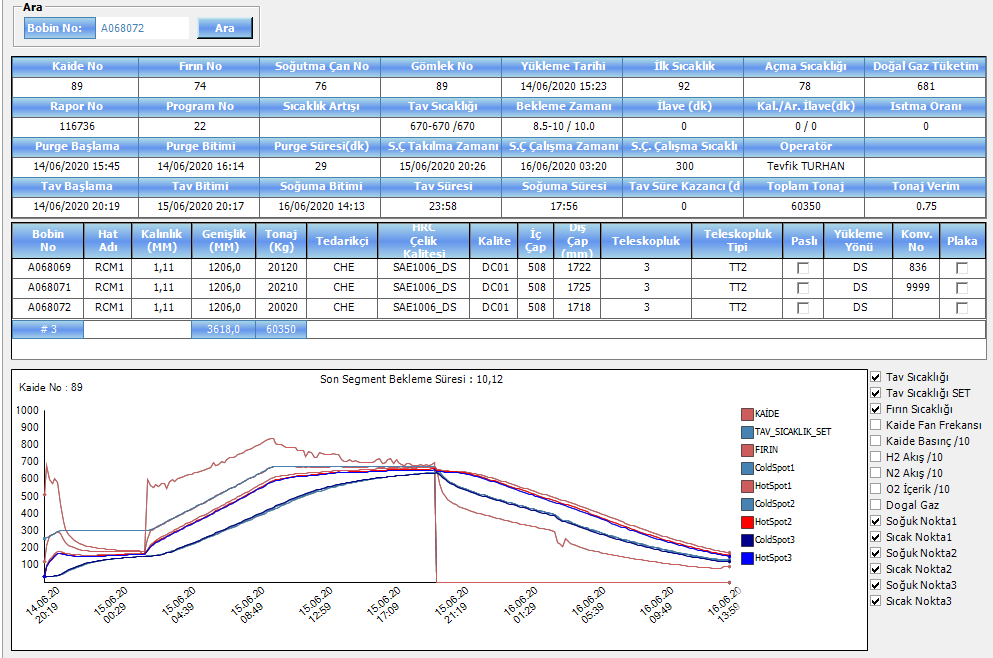 Ara
Bobin No: A068072 Ara
Kaide No Fırın No Soğutma Çan No Gömlek No Yükleme Tarihi İlk Sıcaklık Açma Sıcaklığı Doğal Gaz Tüketim
89 74 76 89 14/06/2020 15:23 92 78 681
Rapor No Program No Sıcaklık Artışı Tav Sıcaklığı Bekleme Zamanı İlave (dk) Kal./Ar. İlave(dk) Isıtma Oranı
116736 22 670-670 /670 8.5-10 / 10.0 0 0 / 0 0
Purge Başlama Purge Bitimi Purge Süresi(dk) S.Ç Takılma Zamanı S.Ç Çalışma Zamanı S.Ç. Çalışma Sıcaklı Operatör
14/06/2020 15:45 14/06/2020 16:14 29 15/06/2020 20:26 16/06/2020 03:20 300 Tevfik TURHAN
Tav Başlama Tav Bitimi Soğuma Bitimi Tav Süresi Soğuma Süresi Tav Süre Kazancı (d Toplam Tonaj Tonaj Verim
14/06/2020 20:19 15/06/2020 20:17 16/06/2020 14:13 23:58 17:56 0 60350 0.75
Bobin No Hat Adı Kalınlık (MM) Genişlik (MM) Tonaj (Kg) Tedarikçi HRC Çelik Kalitesi Kalite İç Çap Dış Çap (mm) Teleskopluk Teleskopluk Tipi Paslı Yükleme Yönü Konv. No Plaka
A068069 RCM1 1,11 1206,0 20120 CHE SAE1006_DS DC01 508 1722 3 TT2 DS 836
A068071 RCM1 1,11 1206,0 20210 CHE SAE1006_DS DC01 508 1725 3 TT2 DS 9999
A068072 RCM1 1,11 1206,0 20020 CHE SAE1006_DS DC01 508 1718 3 TT2 DS
# 3 3618,0 60350
Kaide No : 89
Son Segment Bekleme Süresi : 10,12
1000
900
800
700
600
500
400
300
200
100
14.06.20 20:19
15.06.20 00:29
15.06.20 04:39
15.06.20 08:49
15.06.20 12:59
15.06.20 17:09
15.06.20 21:19
16.06.20 01:29
16.06.20 05:39
16.06.20 09:49
16.06.20 13:59
KAİDE
TAV_SICAKLIK_SET
FIRIN
ColdSpot1
HotSpot1
ColdSpot2
HotSpot2
ColdSpot3
HotSpot3
Tav Sıcaklığı
Tav Sıcaklığı SET
Fırın Sıcaklığı
Kaide Fan Frekansı
Kaide Basınç /10
H2 Akış /10
N2 Akış /10
O2 İçerik /10
Dogal Gaz
Soğuk Nokta1
Sıcak Nokta1
Soğuk Nokta2
Sıcak Nokta2
Soğuk Nokta3
Sıcak Nokta3